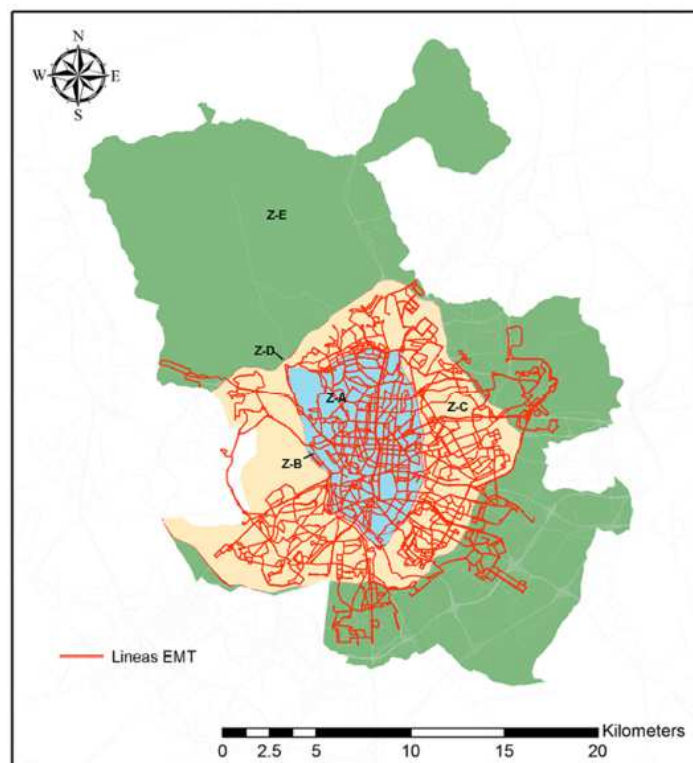 N
W E
S
Z-E
Z-D
Z-A
Z-C
Z-B
Lineas EMT
Kilometers
0 2.5 5 10 15 20